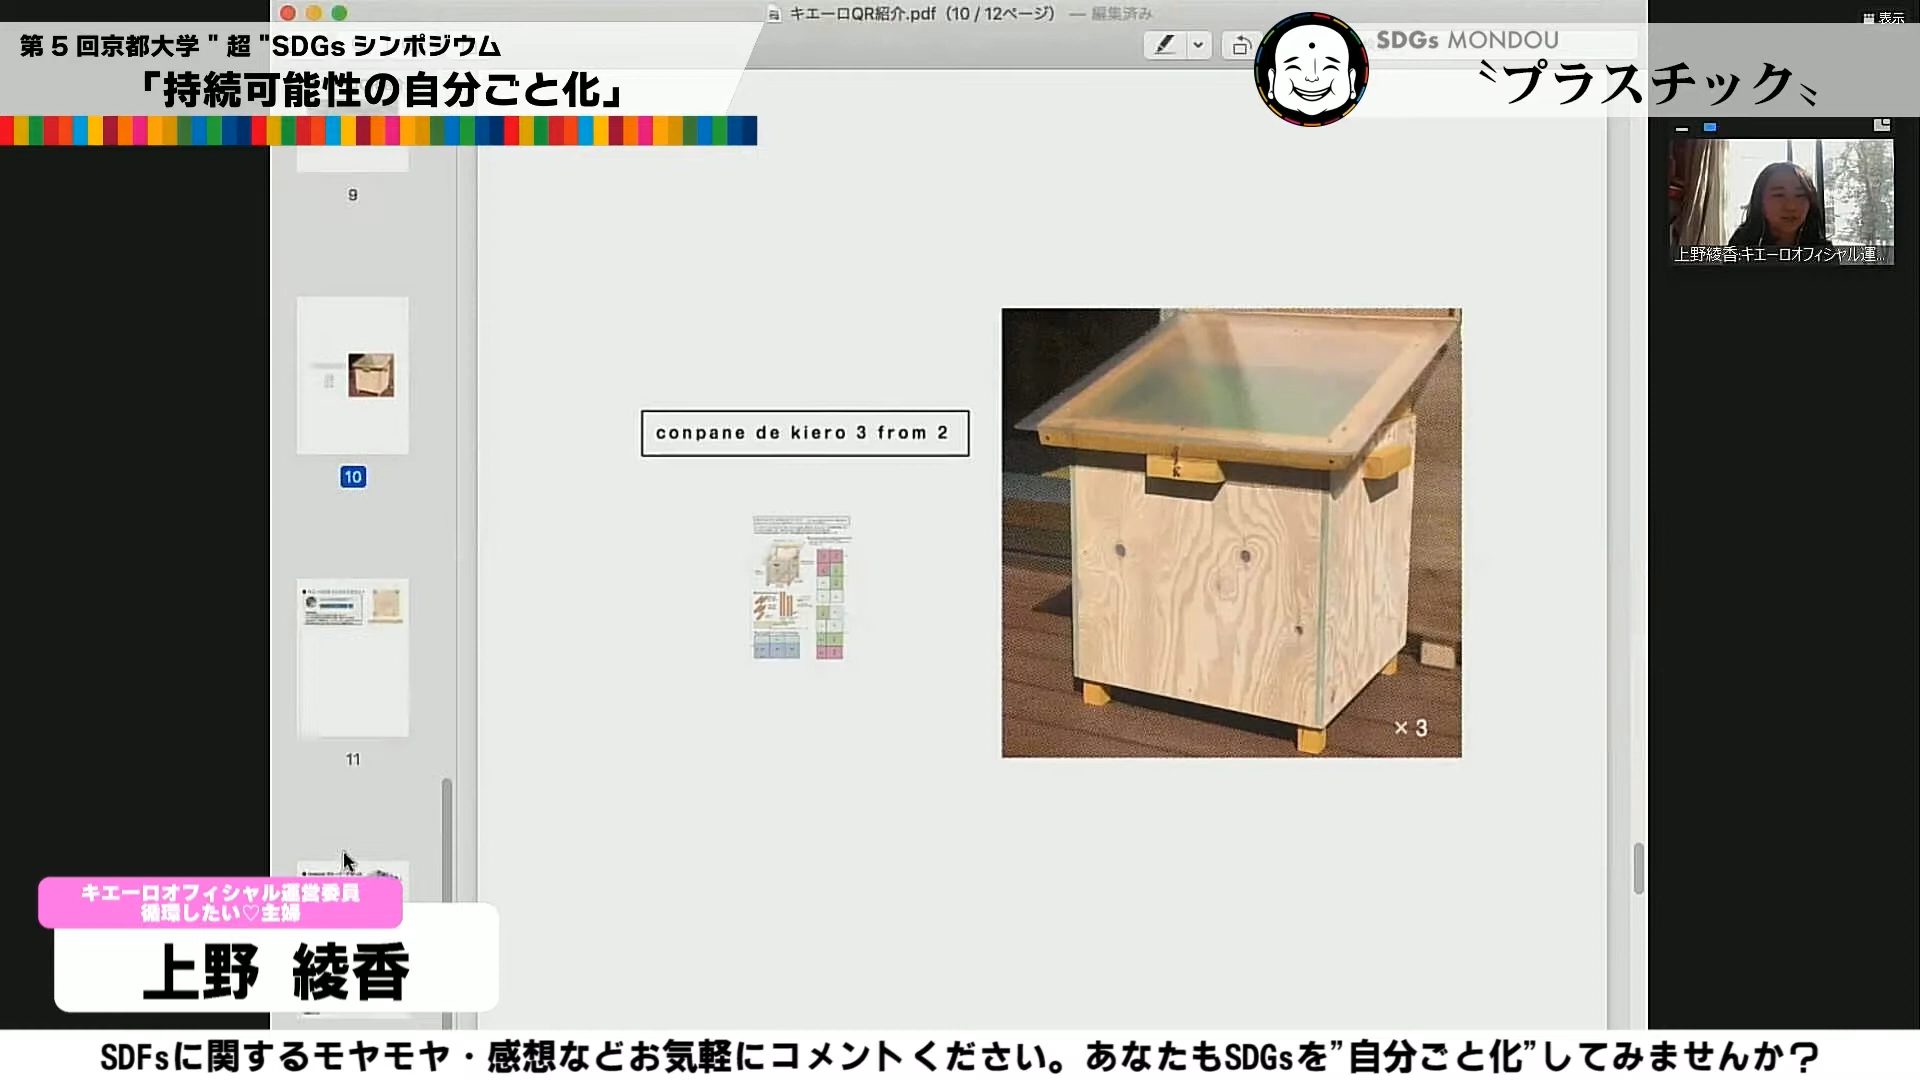 キエーロQR紹介.pdf（10 / 12ページ） — 編集済み
表示
第5回京都大学"超"SDGsシンポジウム
「持続可能性の自分ごと化」
SDGs MONDOU
〝プラスチック〟
9
上野綾香:キエーロオフィシャル運...
conpane de kiero 3 from 2
10
× 3
11
キエーロオフィシャル運営委員
循環したい♡主婦
上野 綾香
SDFsに関するモヤモヤ・感想などお気軽にコメントください。あなたもSDGsを”自分ごと化”してみませんか？